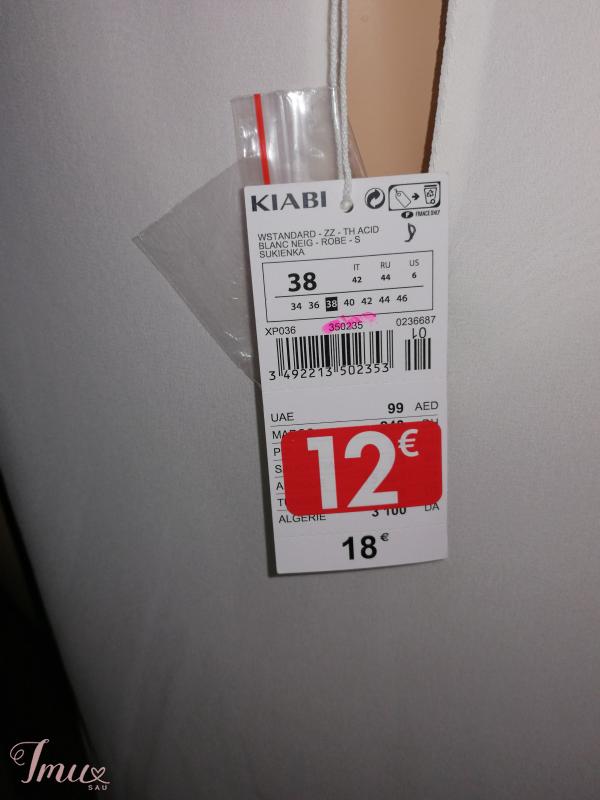 KIABI
FRANCE ONLY
WSTANDARD - ZZ - TH ACID
BLANC NEIG - ROBE - S
SUKIENKA
38 IT 42 RU 44 US 6
34 36 38 40 42 44 46
XP036 350235 0236687
01
3 492213 502353
UAE 99 AED
12€
ALGERIE 3 100 DA
18€
Imux
SAU